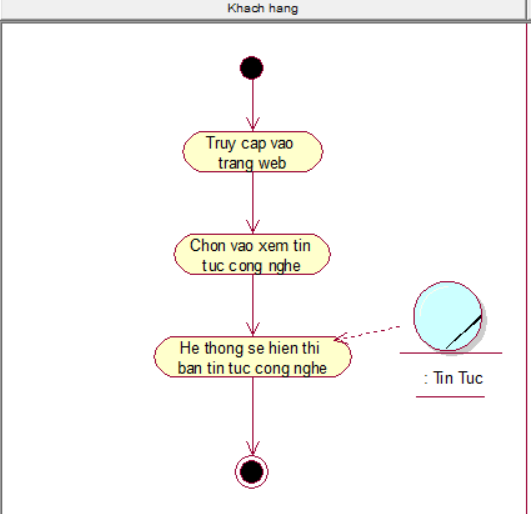 Khach hang
Truy cap vao
trang web
Chon vao xem tin
tuc cong nghe
He thong se hien thi
ban tin tuc cong nghe
: Tin Tuc